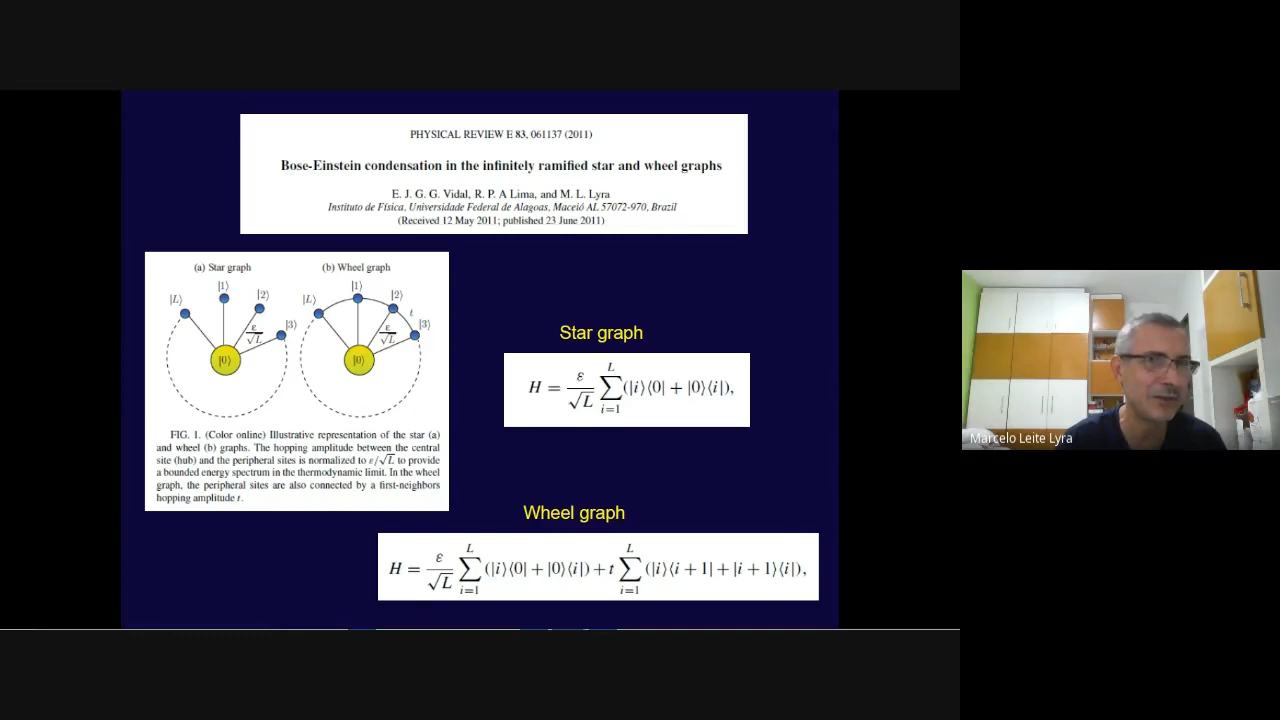 PHYSICAL REVIEW E 83, 061137 (2011)
Bose-Einstein condensation in the infinitely ramified star and wheel graphs
E. J. G. G. Vidal, R. P. A Lima, and M. L. Lyra
Instituto de Física, Universidade Federal de Alagoas, Maceió AL 57072-970, Brazil
(Received 12 May 2011; published 23 June 2011)
(a) Star graph
(b) Wheel graph
|L⟩ |1⟩ |2⟩ |3⟩ |0⟩ ε/√L
|L⟩ |1⟩ |2⟩ t |3⟩ |0⟩ ε/√L
FIG. 1. (Color online) Illustrative representation of the star (a)
and wheel (b) graphs. The hopping amplitude between the central
site (hub) and the peripheral sites is normalized to ε/√L to provide
a bounded energy spectrum in the thermodynamic limit. In the wheel
graph, the peripheral sites are also connected by a first-neighbors
hopping amplitude t.
Star graph
H = ε/√L ∑_{i=1}^{L} (|i⟩⟨0| + |0⟩⟨i|),
Wheel graph
H = ε/√L ∑_{i=1}^{L} (|i⟩⟨0| + |0⟩⟨i|) + t ∑_{i=1}^{L} (|i⟩⟨i + 1| + |i + 1⟩⟨i|),
Marcelo Leite Lyra